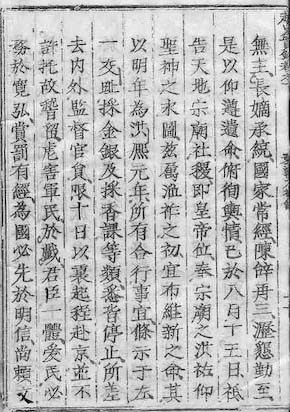 無主長嫡承統國家常經陳辭再三瀝懇勤至
是以仰遵遺命俯徇輿情已於八月十五日祗
告天地宗廟社稷即皇帝位奉宗廟之洪祐仰
聖神之永圖茲屬涖祚之初宜布維新之命其
以明年為洪熙元年所有合行事宜條示于左
一交趾採金銀及採香課等類悉皆停止所差
去內外監督官員限十日以裏起程赴京並不
許托故稽留虐害軍民於戲君臣一體愛民必
務於寬弘賞罰有經為國必先於明信尚賴文